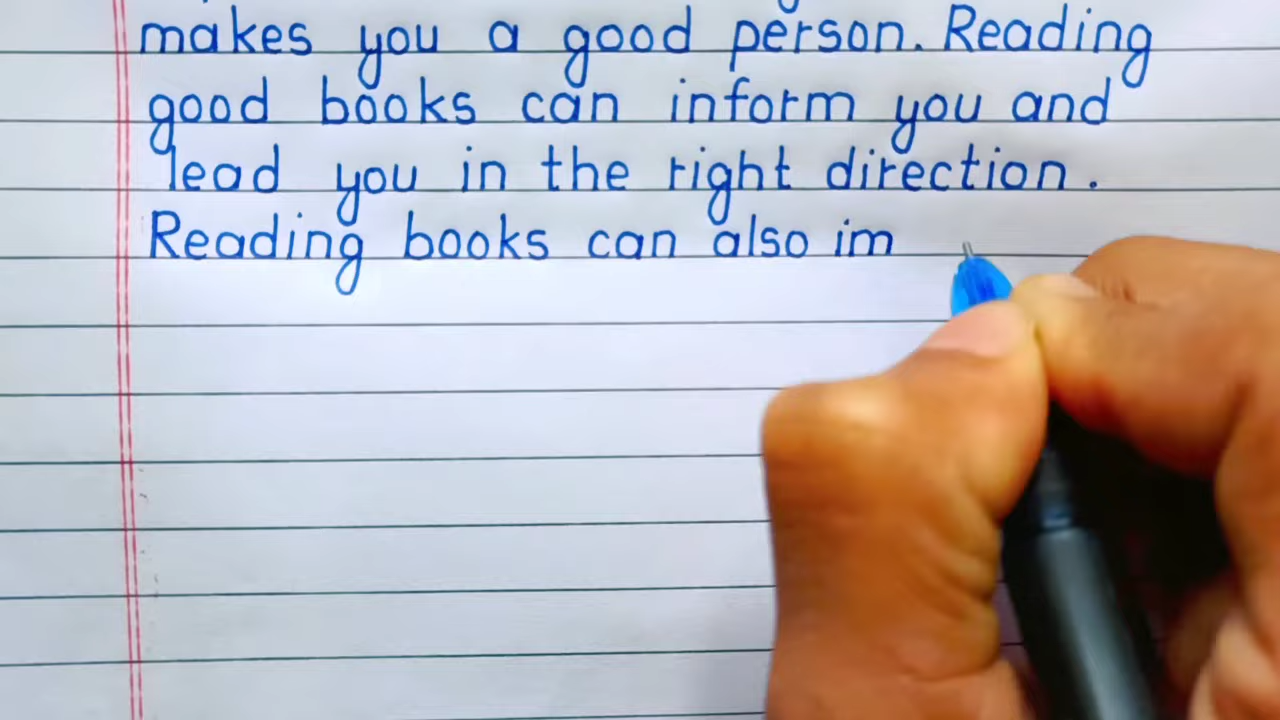 makes you a good person. Reading
good books can inform you and
lead you in the right direction.
Reading books can also im